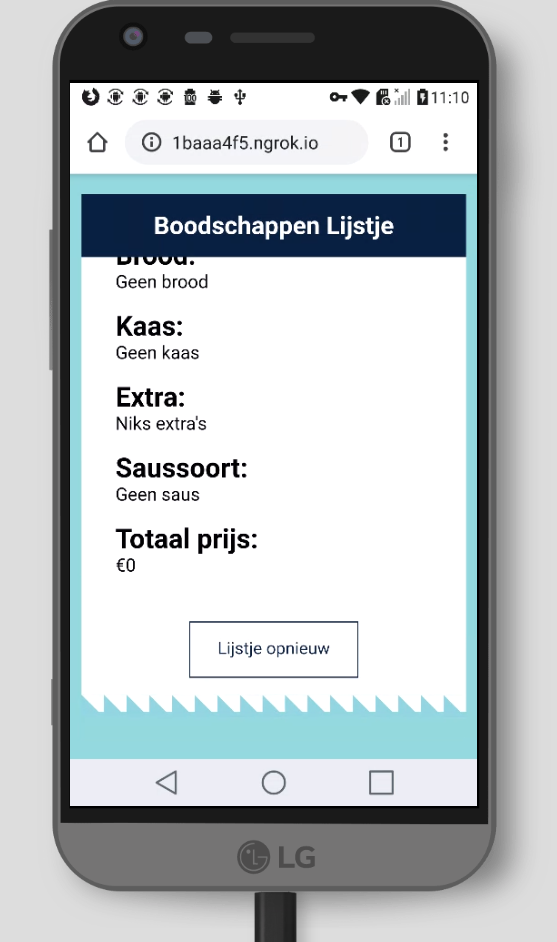 11:10
1baaa4f5.ngrok.io
1
Boodschappen Lijstje
Brood:
Geen brood
Kaas:
Geen kaas
Extra:
Niks extra's
Saussoort:
Geen saus
Totaal prijs:
€0
Lijstje opnieuw
LG